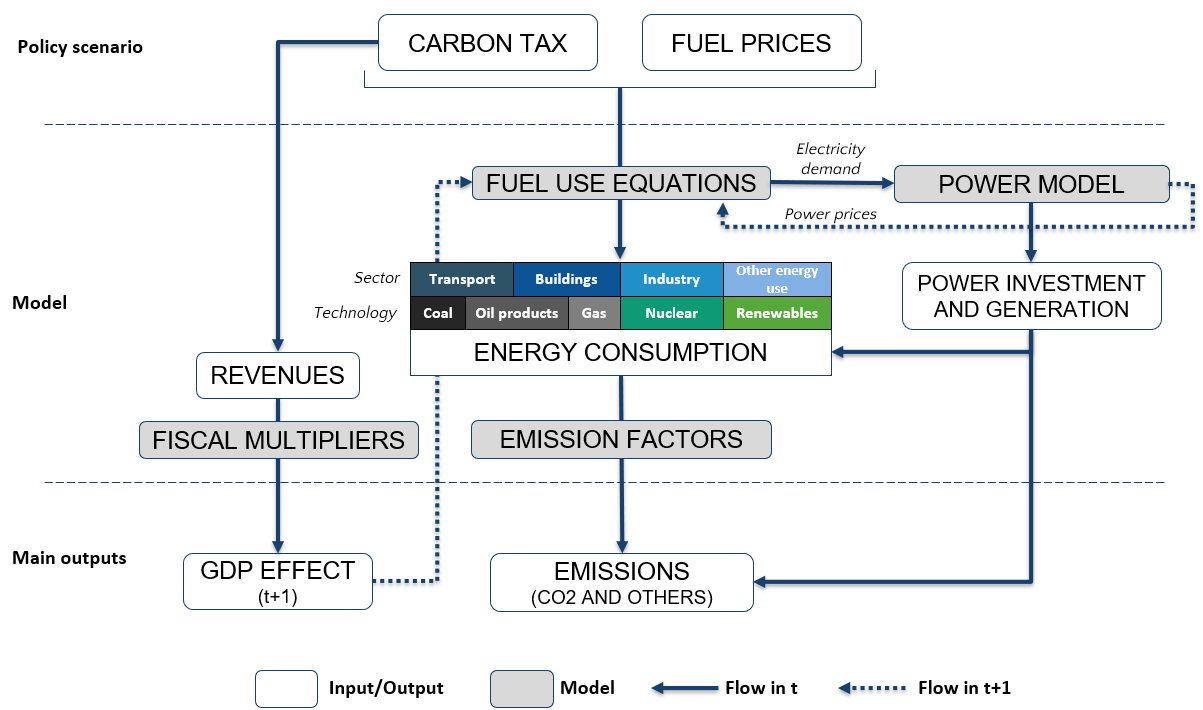 Policy scenario
CARBON TAX
FUEL PRICES
Electricity
demand
FUEL USE EQUATIONS
POWER MODEL
Power prices
Sector
Transport
Buildings
Industry
Other energy
use
POWER INVESTMENT
AND GENERATION
Model
Technology
Coal
Oil products
Gas
Nuclear
Renewables
ENERGY CONSUMPTION
REVENUES
FISCAL MULTIPLIERS
EMISSION FACTORS
Main outputs
GDP EFFECT
(t+1)
EMISSIONS
(CO2 AND OTHERS)
Input/Output
Model
Flow in t
Flow in t+1